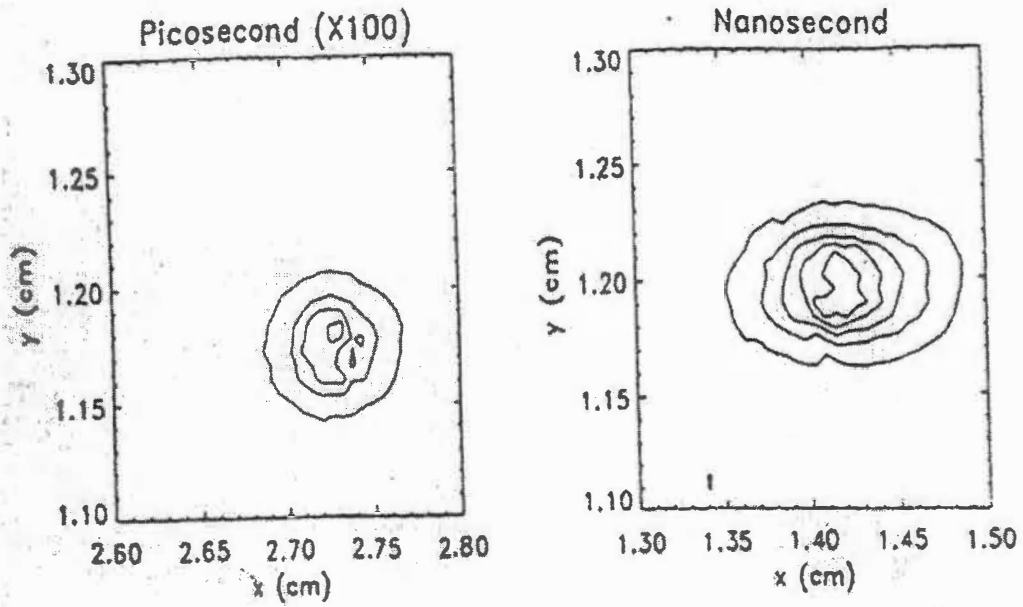 Picosecond (X100)
1.30
1.25
1.20
1.15
1.10
y (cm)
2.60 2.65 2.70 2.75 2.80
x (cm)
Nanosecond
1.30
1.25
1.20
1.15
1.10
y (cm)
1.30 1.35 1.40 1.45 1.50
x (cm)